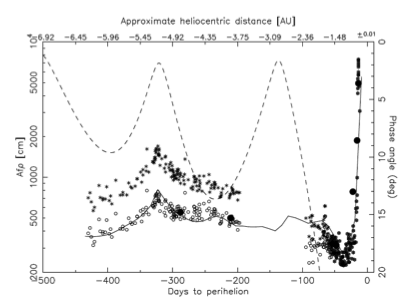 Approximate heliocentric distance [AU]
−6.92 −6.45 −5.96 −5.45 −4.92 −4.35 −3.75 −3.09 −2.36 −1.48 ±0.01
10⁴ 0
5000 5
2000
1000 10
500 15
200 20
Afρ [cm]
Phase angle (deg)
−500 −400 −300 −200 −100 0
Days to perihelion